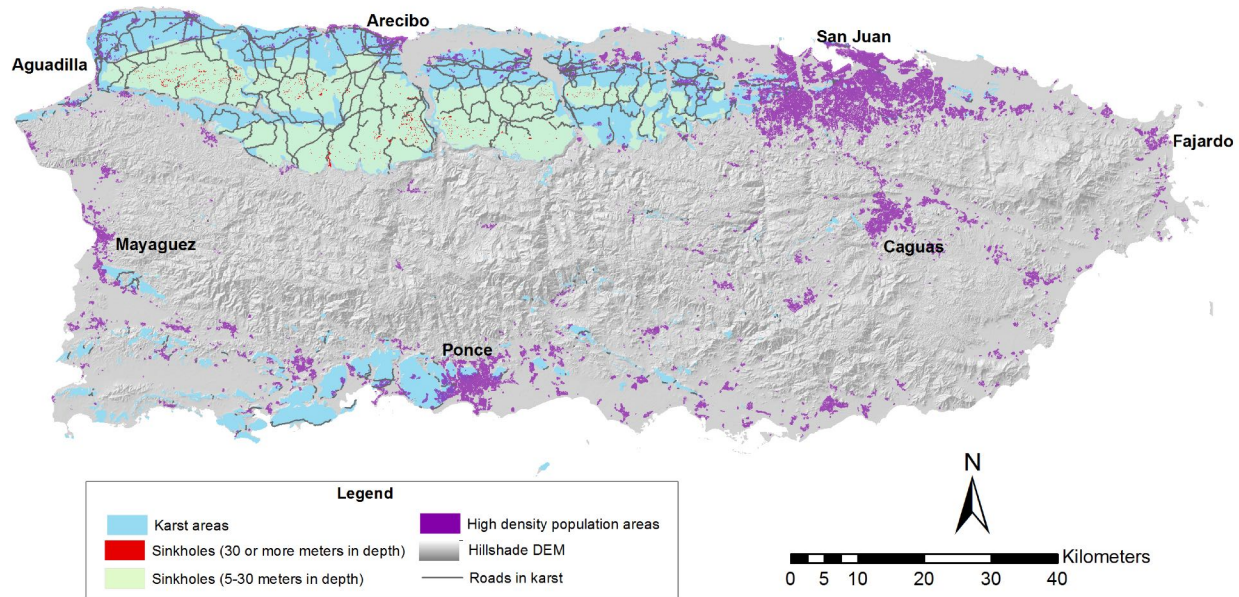 Arecibo
San Juan
Aguadilla
Fajardo
Mayaguez
Caguas
Ponce
N
Legend
Karst areas
High density population areas
Sinkholes (30 or more meters in depth)
Hillshade DEM
Sinkholes (5-30 meters in depth)
Roads in karst
Kilometers
0 5 10 20 30 40